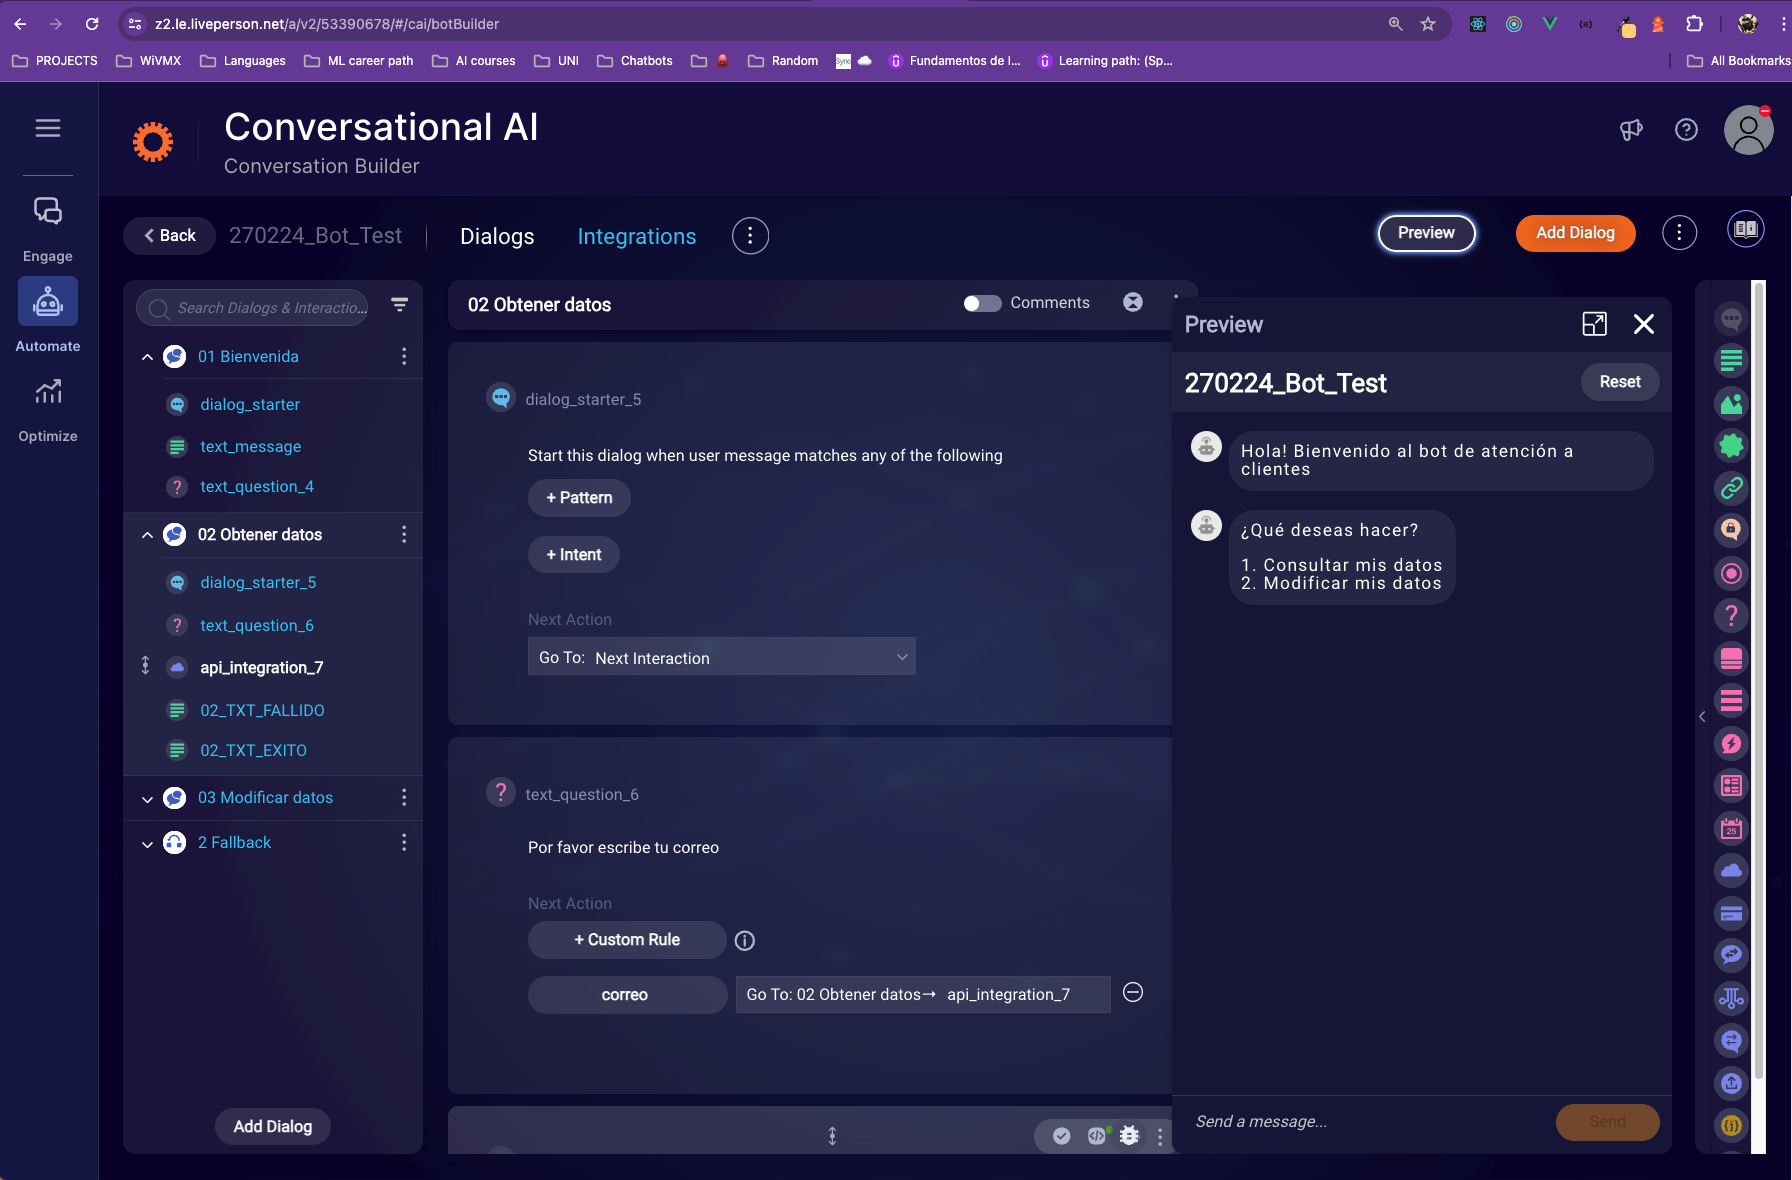 z2.le.liveperson.net/a/v2/53390678/#/cai/botBuilder
PROJECTS
WiVMX
Languages
ML career path
AI courses
UNI
Chatbots
Random
Fundamentos de l...
Learning path: (Sp...
All Bookmarks
Conversational AI
Conversation Builder
Engage
Automate
Optimize
Back
270224_Bot_Test
Dialogs
Integrations
Preview
Add Dialog
Search Dialogs & Interactio...
01 Bienvenida
dialog_starter
text_message
text_question_4
02 Obtener datos
dialog_starter_5
text_question_6
api_integration_7
02_TXT_FALLIDO
02_TXT_EXITO
03 Modificar datos
2 Fallback
Add Dialog
02 Obtener datos
Comments
dialog_starter_5
Start this dialog when user message matches any of the following
+ Pattern
+ Intent
Next Action
Go To: Next Interaction
text_question_6
Por favor escribe tu correo
Next Action
+ Custom Rule
correo
Go To: 02 Obtener datos→ api_integration_7
Preview
270224_Bot_Test
Reset
Hola! Bienvenido al bot de atención a
clientes
¿Qué deseas hacer?
1. Consultar mis datos
2. Modificar mis datos
Send a message...
Send
25